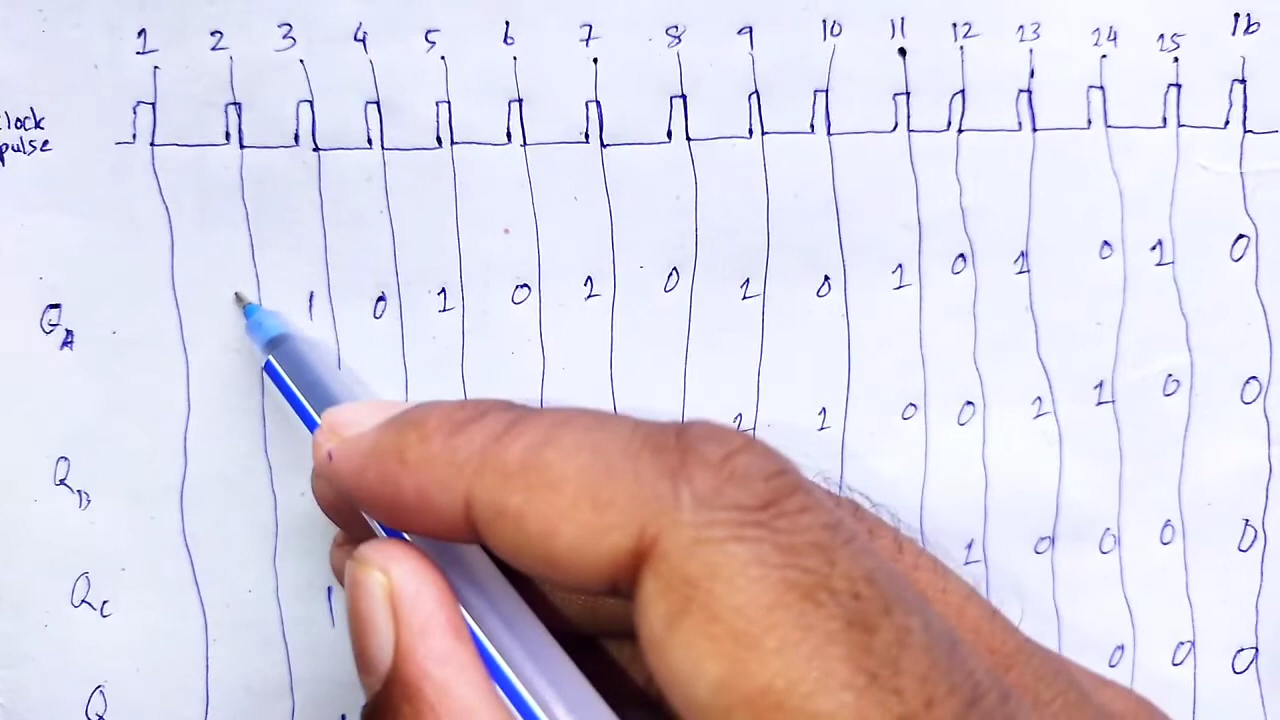 1 2 3 4 5 6 7 8 9 10 11 12 13 14 15 16
clock
pulse
QA 1 0 1 0 1 0 1 0 1 0 1 0 1 0
1 1 0 0 1 1 0 0
QB
1 0 0 0 0
QC 1
0 0 0
Q